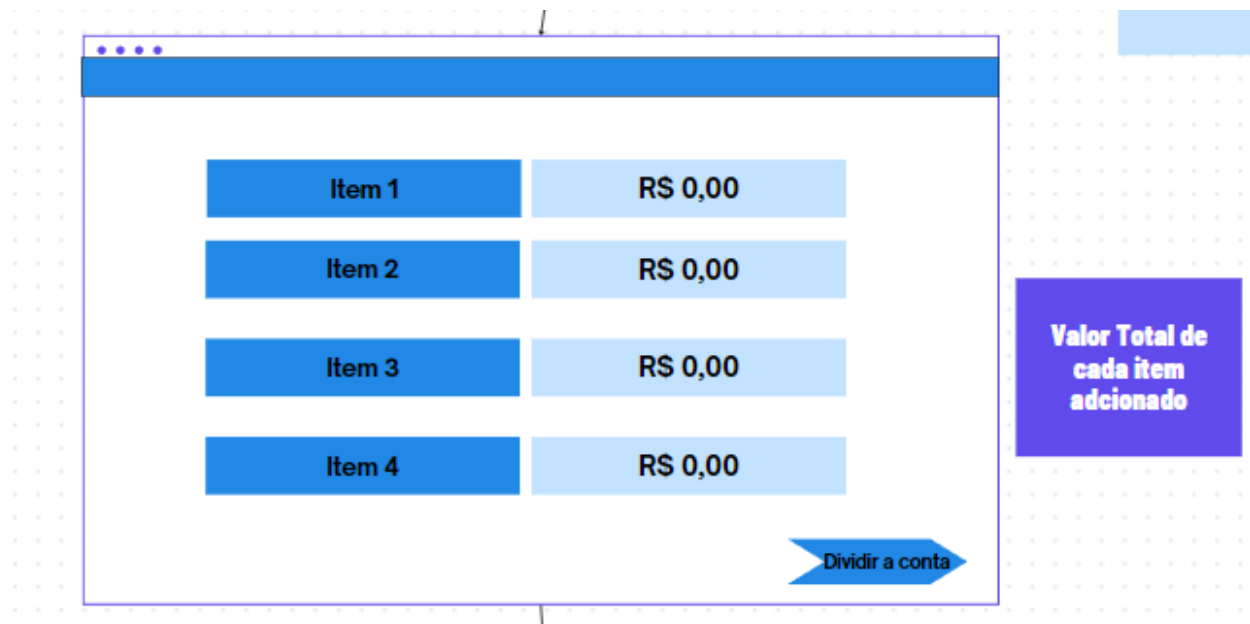 Item 1
R$ 0,00
Item 2
R$ 0,00
Item 3
R$ 0,00
Item 4
R$ 0,00
Dividir a conta
Valor Total de
cada item
adcionado